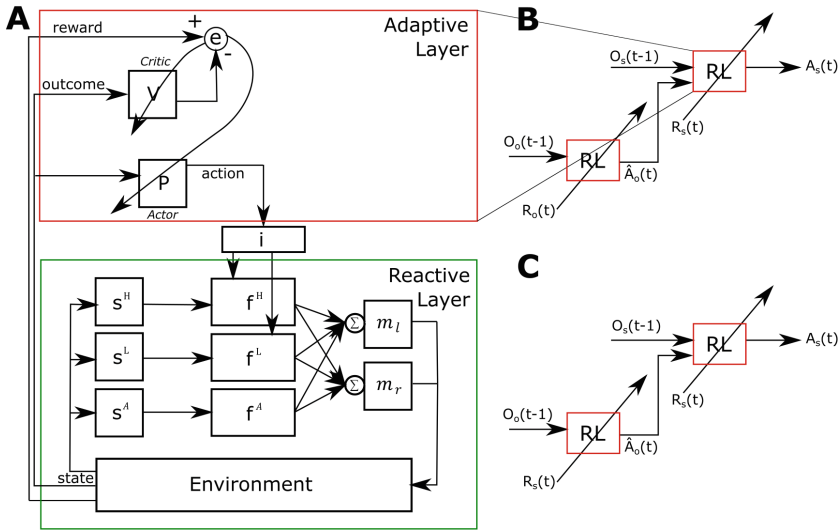 A
reward
+
e
-
Adaptive
Layer
Critic
outcome
V
P
action
Actor
i
Reactive
Layer
s^H
f^H
Σ
m_l
s^L
f^L
Σ
m_r
s^A
f^A
state
Environment
B
O_s(t-1)
RL
A_s(t)
R_s(t)
O_o(t-1)
RL
Â_o(t)
R_o(t)
C
O_s(t-1)
RL
A_s(t)
R_s(t)
O_o(t-1)
RL
Â_o(t)
R_s(t)